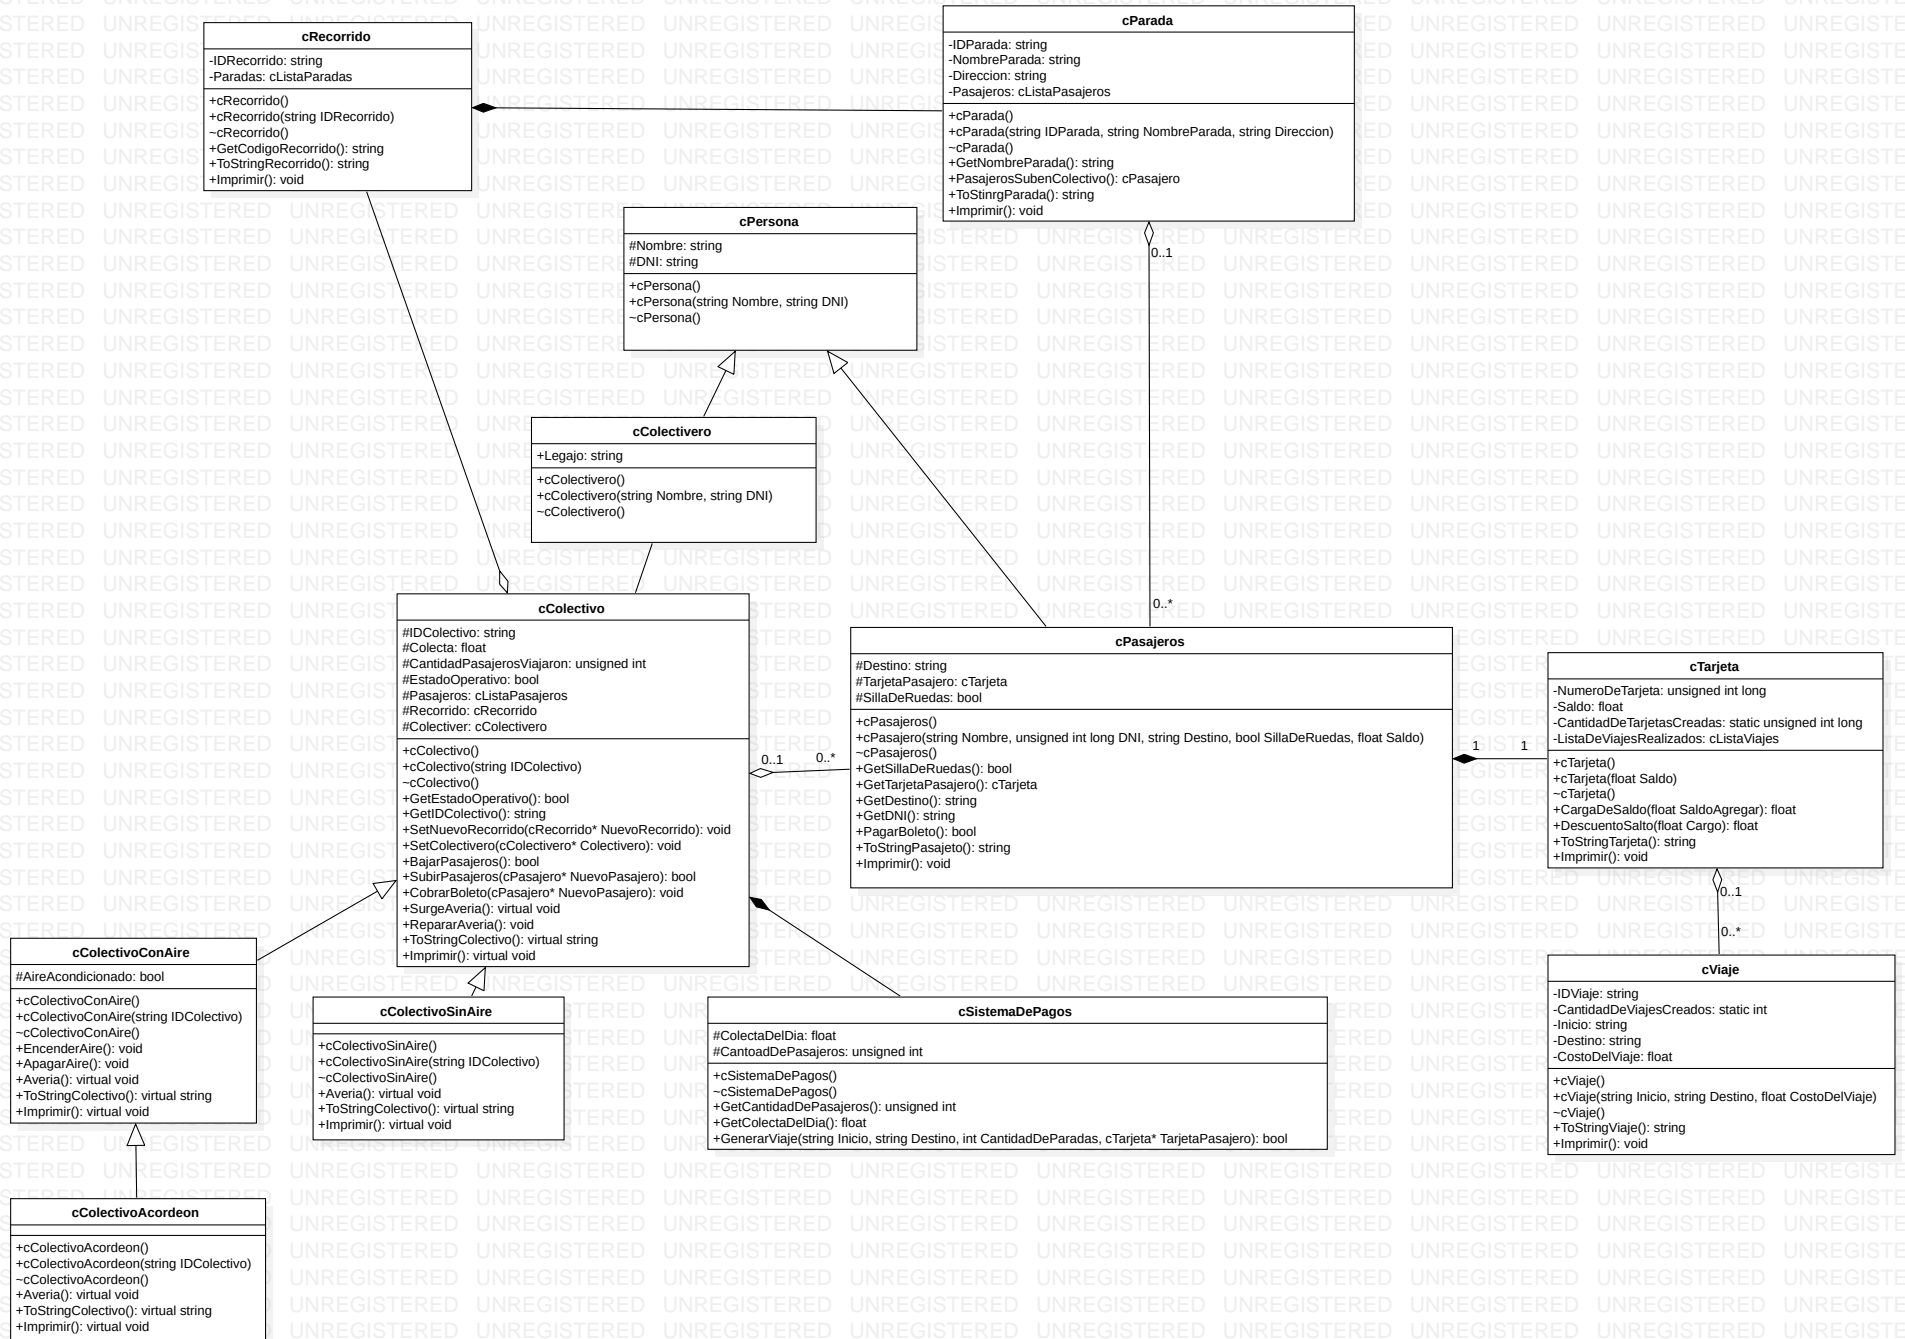 cRecorrido
-IDRecorrido: string
-Paradas: cListaParadas
+cRecorrido()
+cRecorrido(string IDRecorrido)
~cRecorrido()
+GetCodigoRecorrido(): string
+ToStringRecorrido(): string
+Imprimir(): void
cParada
-IDParada: string
-NombreParada: string
-Direccion: string
-Pasajeros: cListaPasajeros
+cParada()
+cParada(string IDParada, string NombreParada, string Direccion)
~cParada()
+GetNombreParada(): string
+PasajerosSubenColectivo(): cPasajero
+ToStinrgParada(): string
+Imprimir(): void
0..1
0..*
cPersona
#Nombre: string
#DNI: string
+cPersona()
+cPersona(string Nombre, string DNI)
~cPersona()
cColectivero
+Legajo: string
+cColectivero()
+cColectivero(string Nombre, string DNI)
~cColectivero()
cColectivo
#IDColectivo: string
#Colecta: float
#CantidadPasajerosViajaron: unsigned int
#EstadoOperativo: bool
#Pasajeros: cListaPasajeros
#Recorrido: cRecorrido
#Colectiver: cColectivero
+cColectivo()
+cColectivo(string IDColectivo)
~cColectivo()
+GetEstadoOperativo(): bool
+GetIDColectivo(): string
+SetNuevoRecorrido(cRecorrido* NuevoRecorrido): void
+SetColectivero(cColectivero* Colectivero): void
+BajarPasajeros(): bool
+SubirPasajeros(cPasajero* NuevoPasajero): bool
+CobrarBoleto(cPasajero* NuevoPasajero): void
+SurgeAveria(): virtual void
+RepararAveria(): void
+ToStringColectivo(): virtual string
+Imprimir(): virtual void
0..1 0..*
cPasajeros
#Destino: string
#TarjetaPasajero: cTarjeta
#SillaDeRuedas: bool
+cPasajeros()
+cPasajero(string Nombre, unsigned int long DNI, string Destino, bool SillaDeRuedas, float Saldo)
~cPasajeros()
+GetSillaDeRuedas(): bool
+GetTarjetaPasajero(): cTarjeta
+GetDestino(): string
+GetDNI(): string
+PagarBoleto(): bool
+ToStringPasajeto(): string
+Imprimir(): void
1 1
cTarjeta
-NumeroDeTarjeta: unsigned int long
-Saldo: float
-CantidadDeTarjetasCreadas: static unsigned int long
-ListaDeViajesRealizados: cListaViajes
+cTarjeta()
+cTarjeta(float Saldo)
~cTarjeta()
+CargaDeSaldo(float SaldoAgregar): float
+DescuentoSalto(float Cargo): float
+ToStringTarjeta(): string
+Imprimir(): void
0..1
0..*
cColectivoConAire
#AireAcondicionado: bool
+cColectivoConAire()
+cColectivoConAire(string IDColectivo)
~cColectivoConAire()
+EncenderAire(): void
+ApagarAire(): void
+Averia(): virtual void
+ToStringColectivo(): virtual string
+Imprimir(): virtual void
cColectivoSinAire
+cColectivoSinAire()
+cColectivoSinAire(string IDColectivo)
~cColectivoSinAire()
+Averia(): virtual void
+ToStringColectivo(): virtual string
+Imprimir(): virtual void
cSistemaDePagos
#ColectaDelDia: float
#CantoadDePasajeros: unsigned int
+cSistemaDePagos()
~cSistemaDePagos()
+GetCantidadDePasajeros(): unsigned int
+GetColectaDelDia(): float
+GenerarViaje(string Inicio, string Destino, int CantidadDeParadas, cTarjeta* TarjetaPasajero): bool
cViaje
-IDViaje: string
-CantidadDeViajesCreados: static int
-Inicio: string
-Destino: string
-CostoDelViaje: float
+cViaje()
+cViaje(string Inicio, string Destino, float CostoDelViaje)
~cViaje()
+ToStringViaje(): string
+Imprimir(): void
cColectivoAcordeon
+cColectivoAcordeon()
+cColectivoAcordeon(string IDColectivo)
~cColectivoAcordeon()
+Averia(): virtual void
+ToStringColectivo(): virtual string
+Imprimir(): virtual void
UNREGISTERED